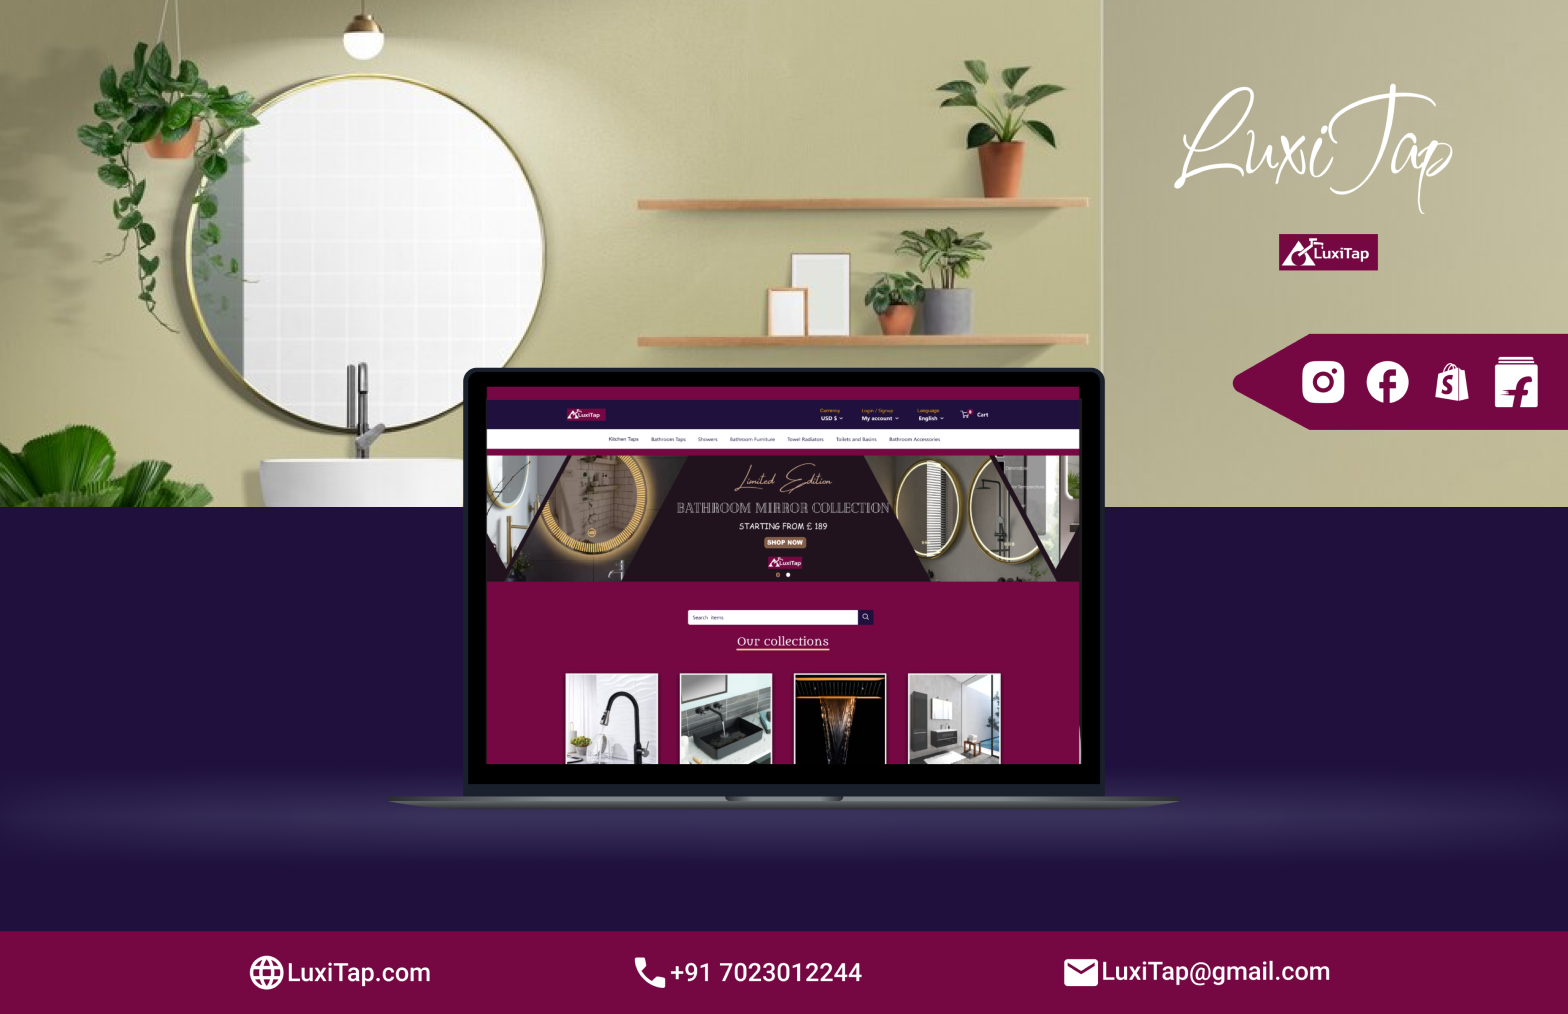 LuxiTap
LuxiTap
LuxiTap
Currency
USD $
Login / Signup
My account
Language
English
Cart
Kitchen Taps Bathroom Taps Showers Bathroom Furniture Towel Radiators Toilets and Basins Bathroom Accessories
Limited Edition
BATHROOM MIRROR COLLECTION
STARTING FROM £ 189
SHOP NOW
LuxiTap
Search items
Our collections
LuxiTap.com
+91 7023012244
LuxiTap@gmail.com